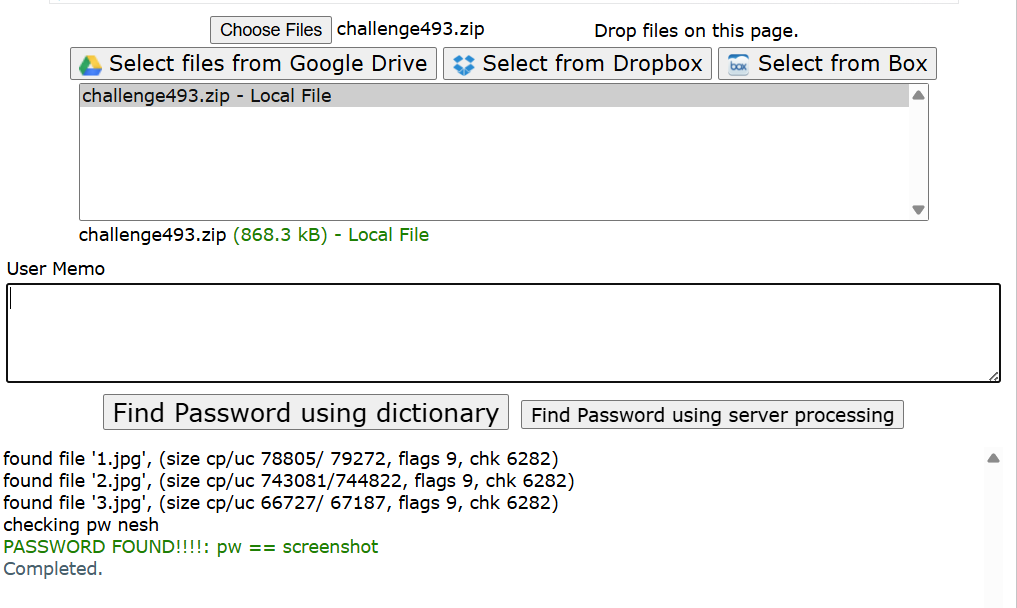 Choose Files challenge493.zip Drop files on this page.
Select files from Google Drive Select from Dropbox box Select from Box
challenge493.zip - Local File
challenge493.zip (868.3 kB) - Local File
User Memo
Find Password using dictionary Find Password using server processing
found file '1.jpg', (size cp/uc 78805/ 79272, flags 9, chk 6282)
found file '2.jpg', (size cp/uc 743081/744822, flags 9, chk 6282)
found file '3.jpg', (size cp/uc 66727/ 67187, flags 9, chk 6282)
checking pw nesh
PASSWORD FOUND!!!!: pw == screenshot
Completed.